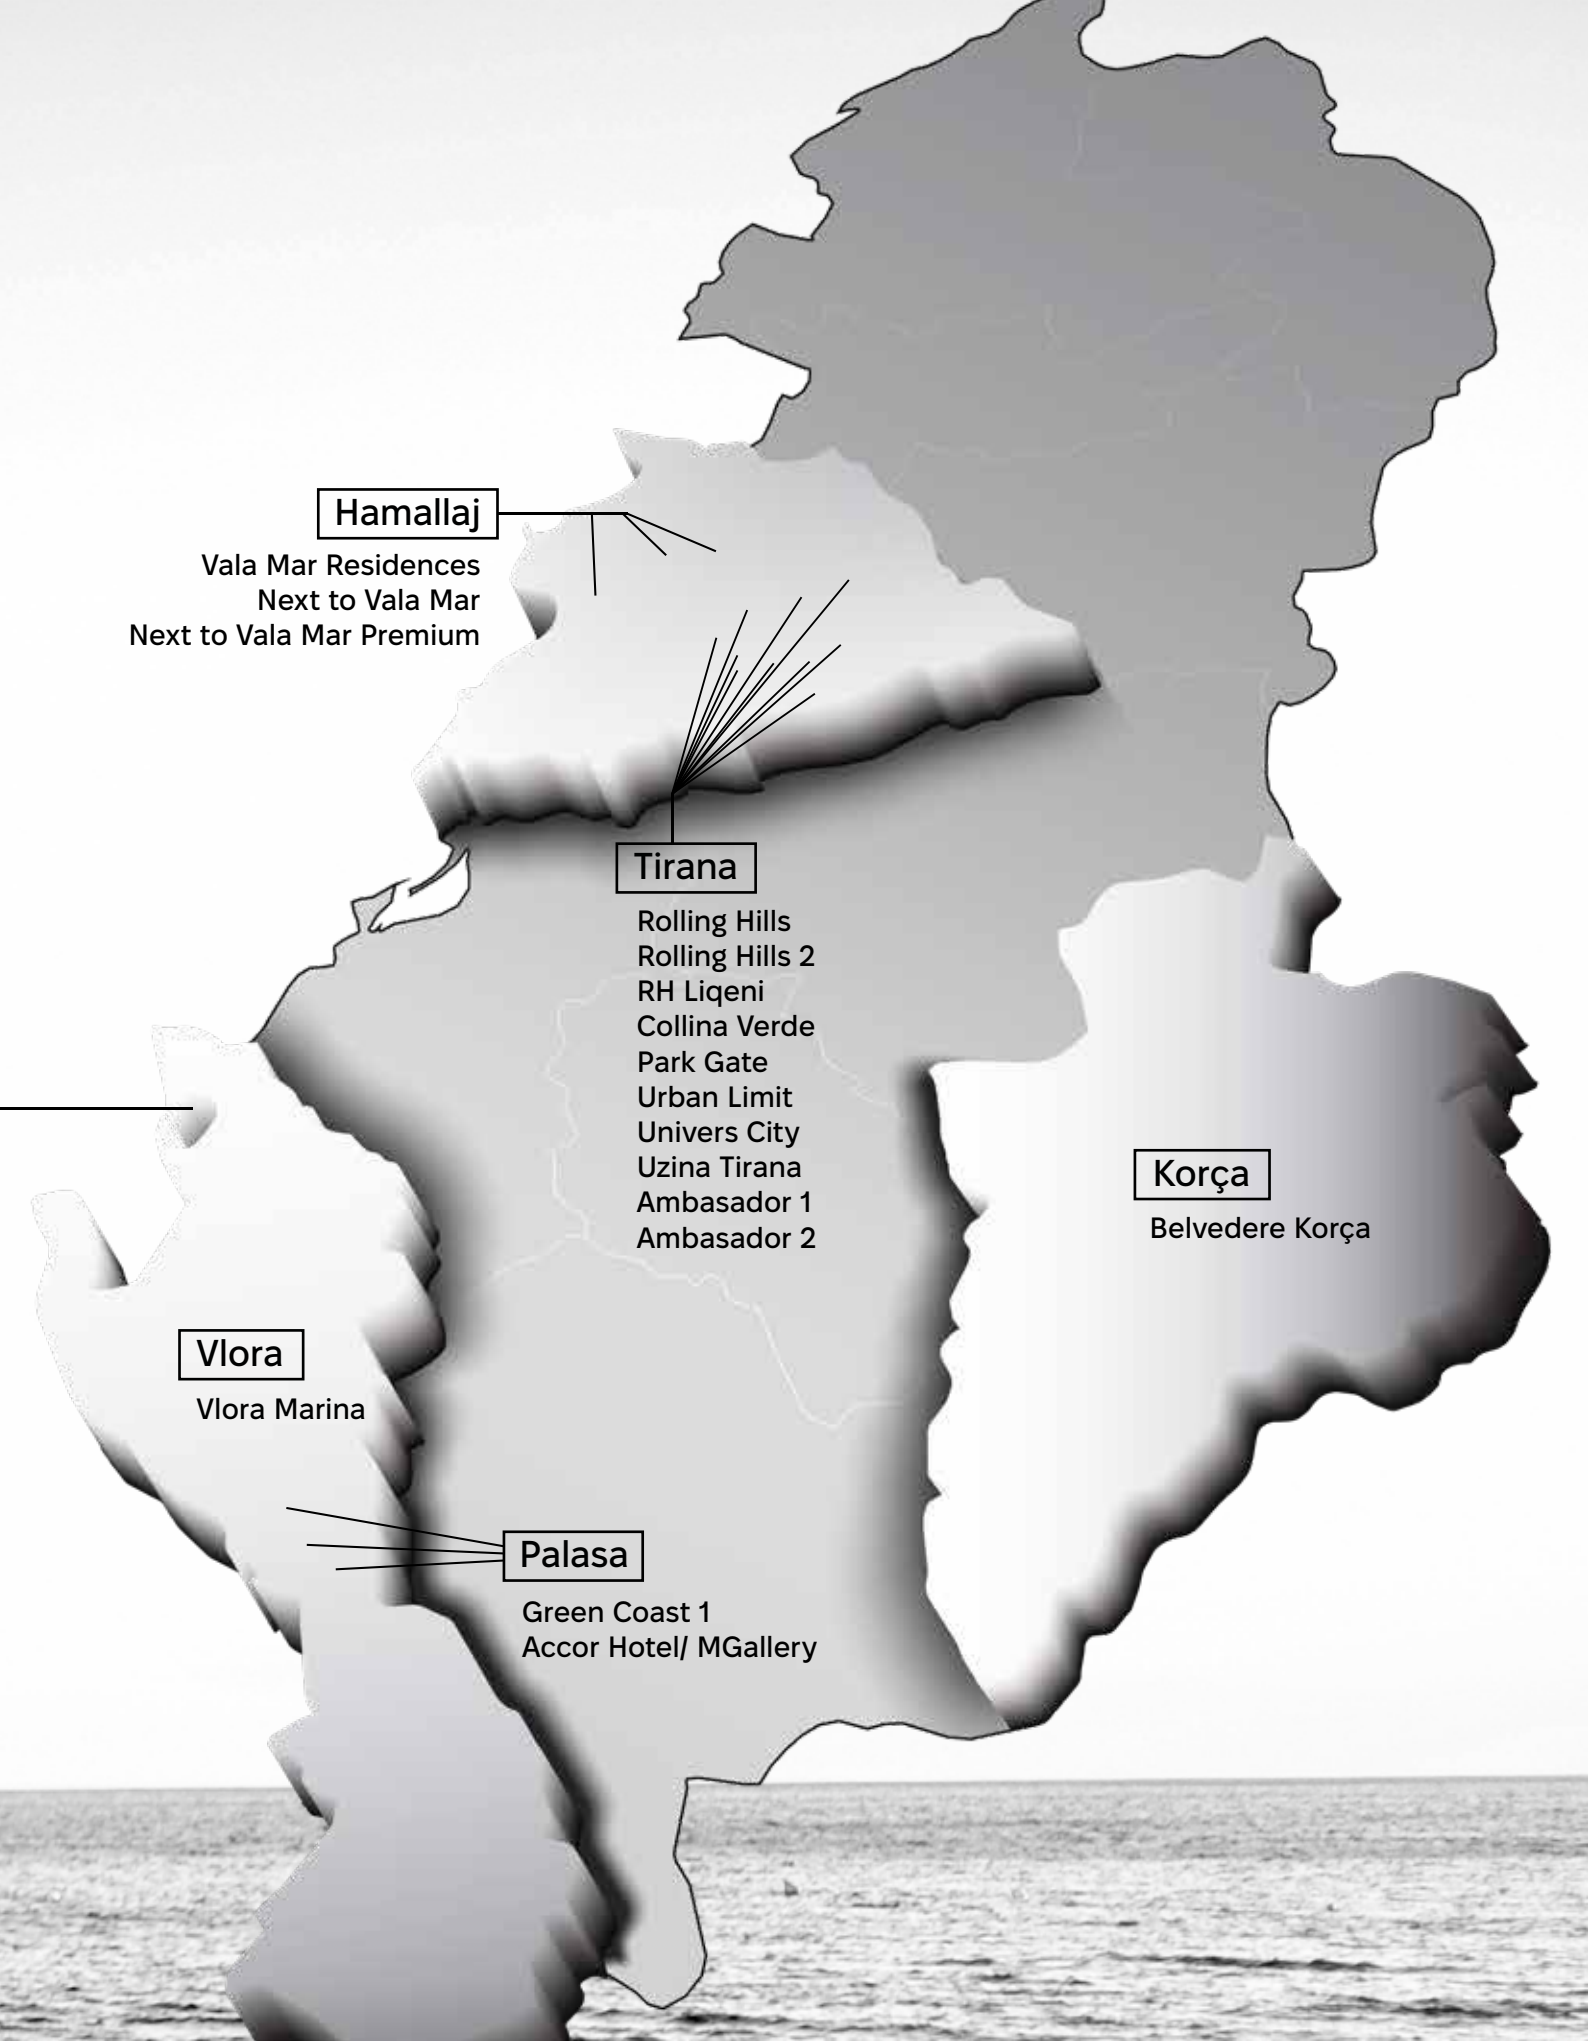 Hamallaj
Vala Mar Residences
Next to Vala Mar
Next to Vala Mar Premium
Tirana
Rolling Hills
Rolling Hills 2
RH Liqeni
Collina Verde
Park Gate
Urban Limit
Univers City
Uzina Tirana
Ambasador 1
Ambasador 2
Korça
Belvedere Korça
Vlora
Vlora Marina
Palasa
Green Coast 1
Accor Hotel/ MGallery